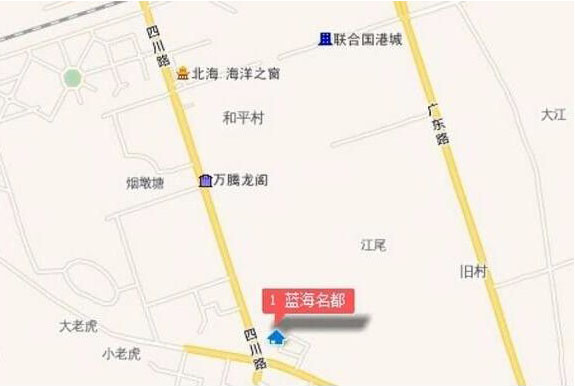 四川路
联合国港城
北海.海洋之窗
广东路
大江
和平村
烟墩塘
万腾龙阁
江尾
旧村
1 蓝海名都
大老虎
小老虎
四川路